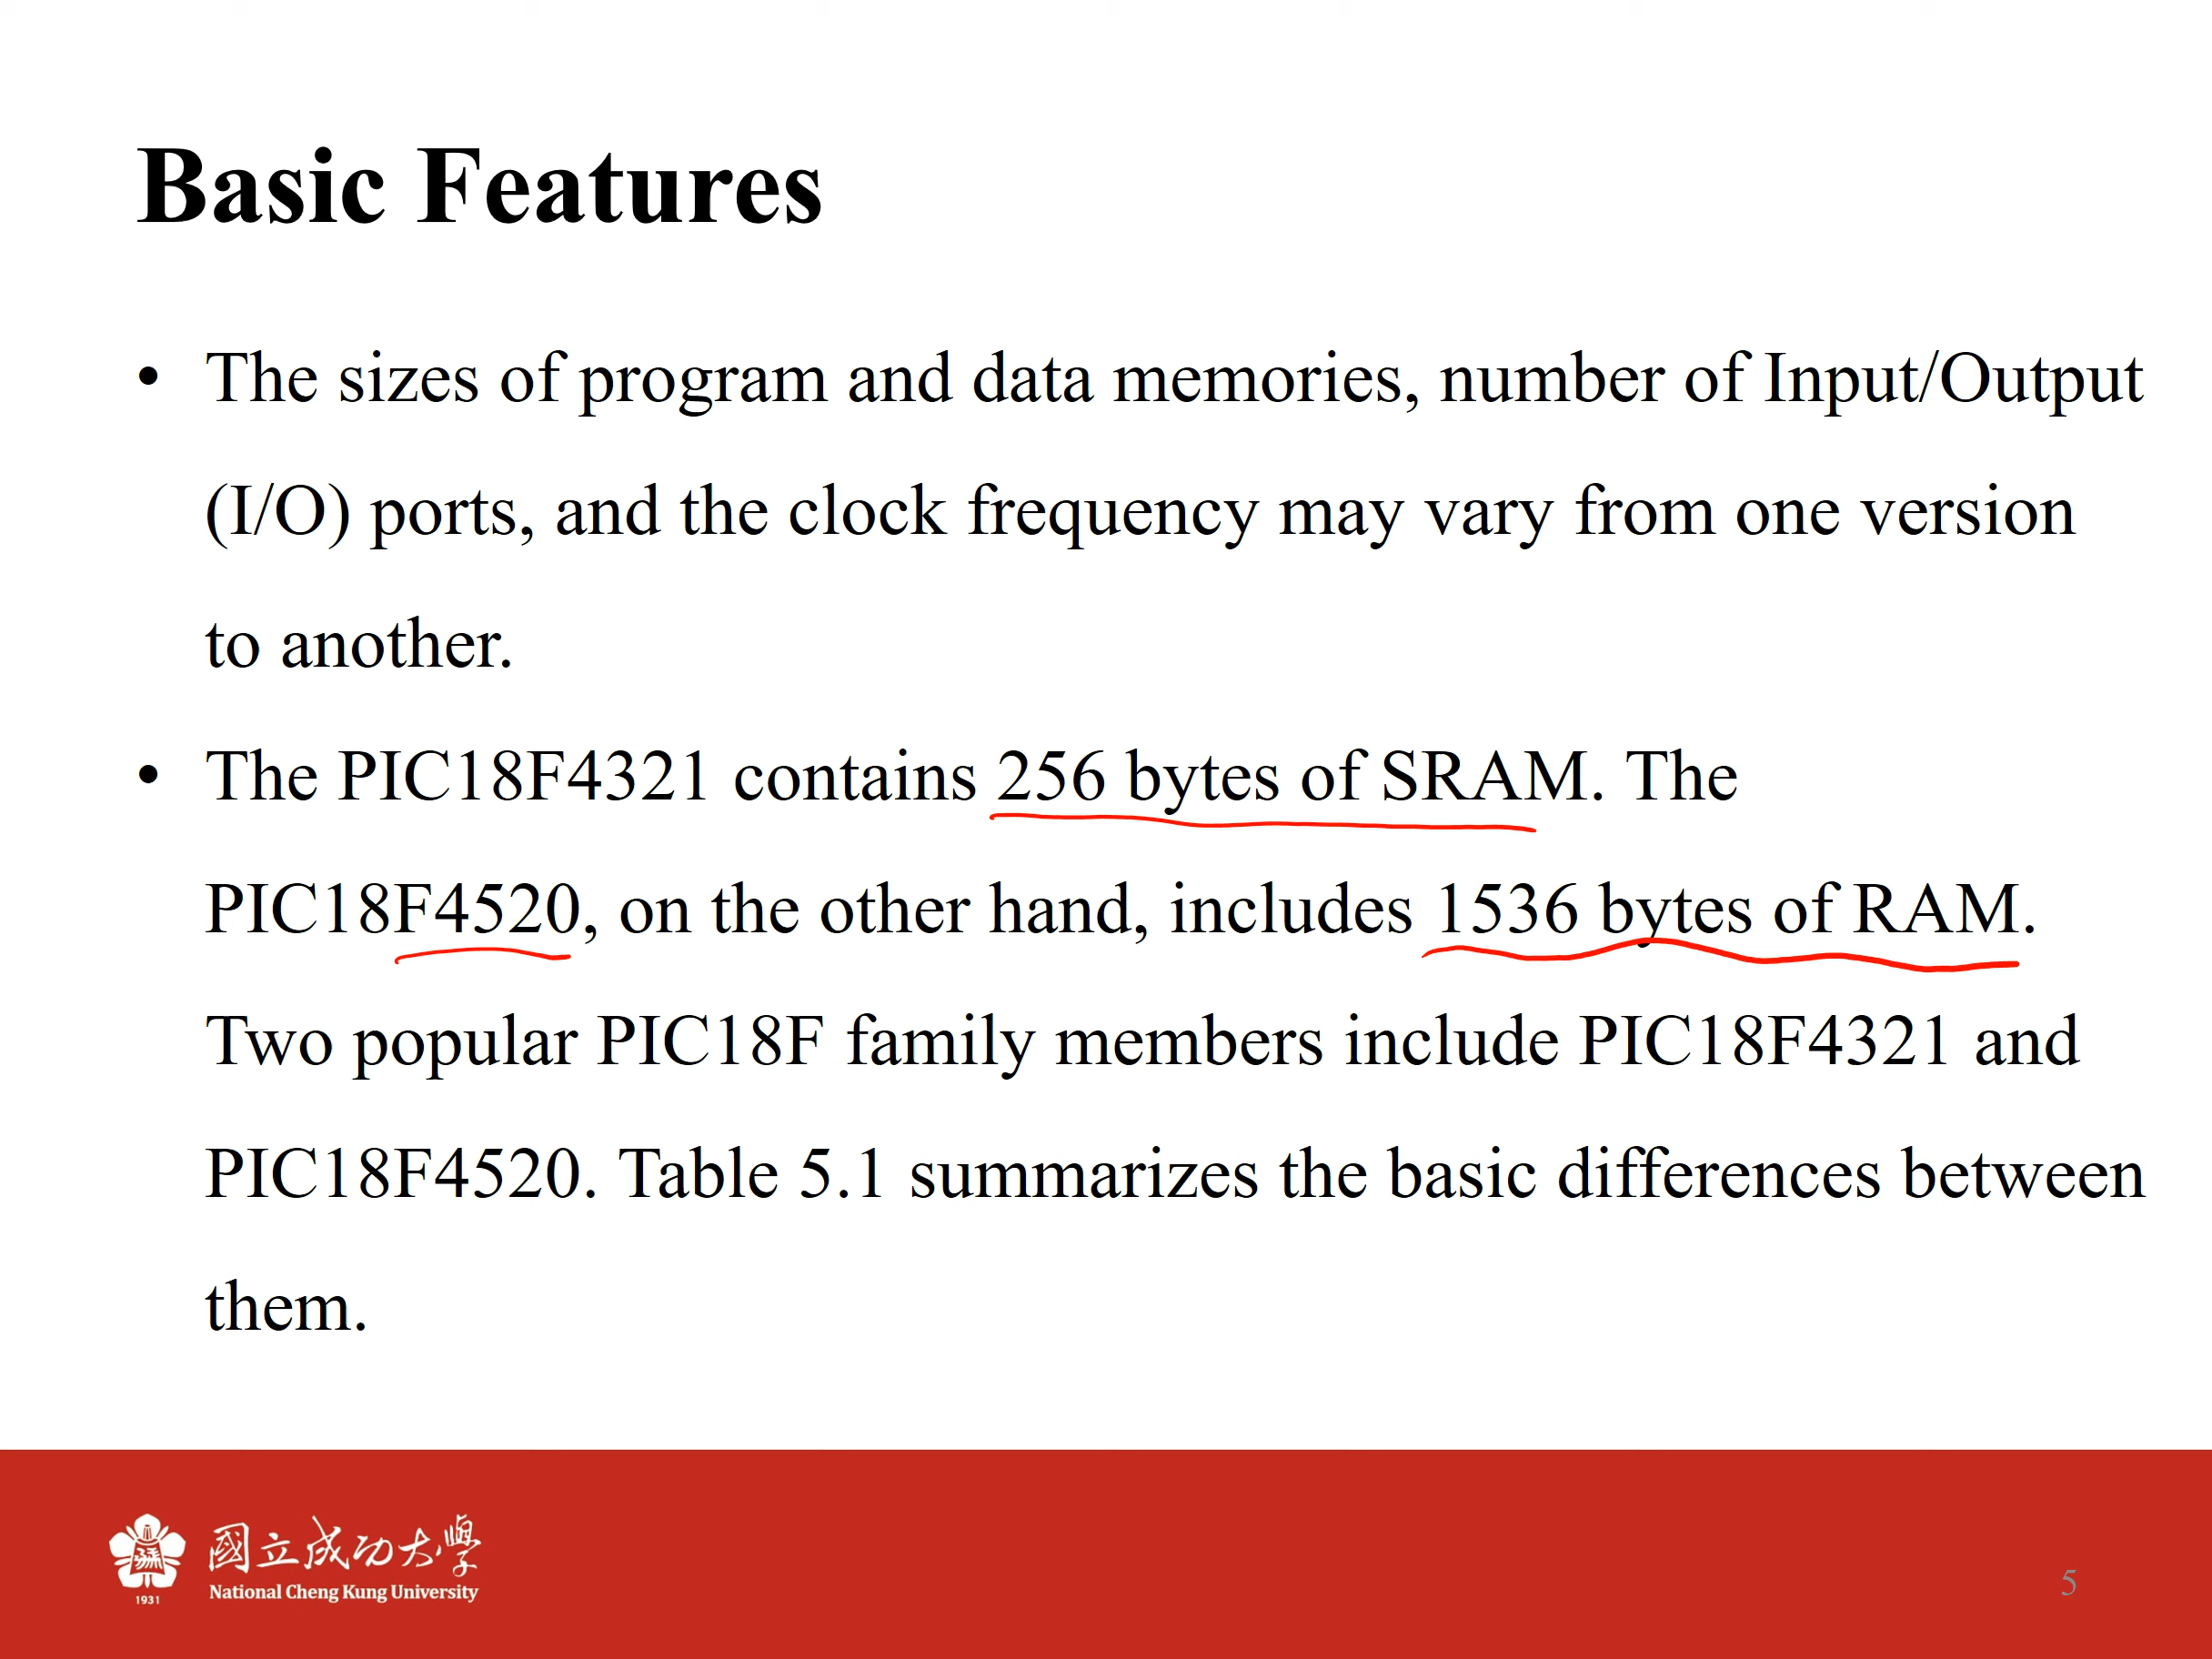 Basic Features
• The sizes of program and data memories, number of Input/Output
(I/O) ports, and the clock frequency may vary from one version
to another.
• The PIC18F4321 contains 256 bytes of SRAM. The
PIC18F4520, on the other hand, includes 1536 bytes of RAM.
Two popular PIC18F family members include PIC18F4321 and
PIC18F4520. Table 5.1 summarizes the basic differences between
them.
國立成功大學
National Cheng Kung University
1931
5